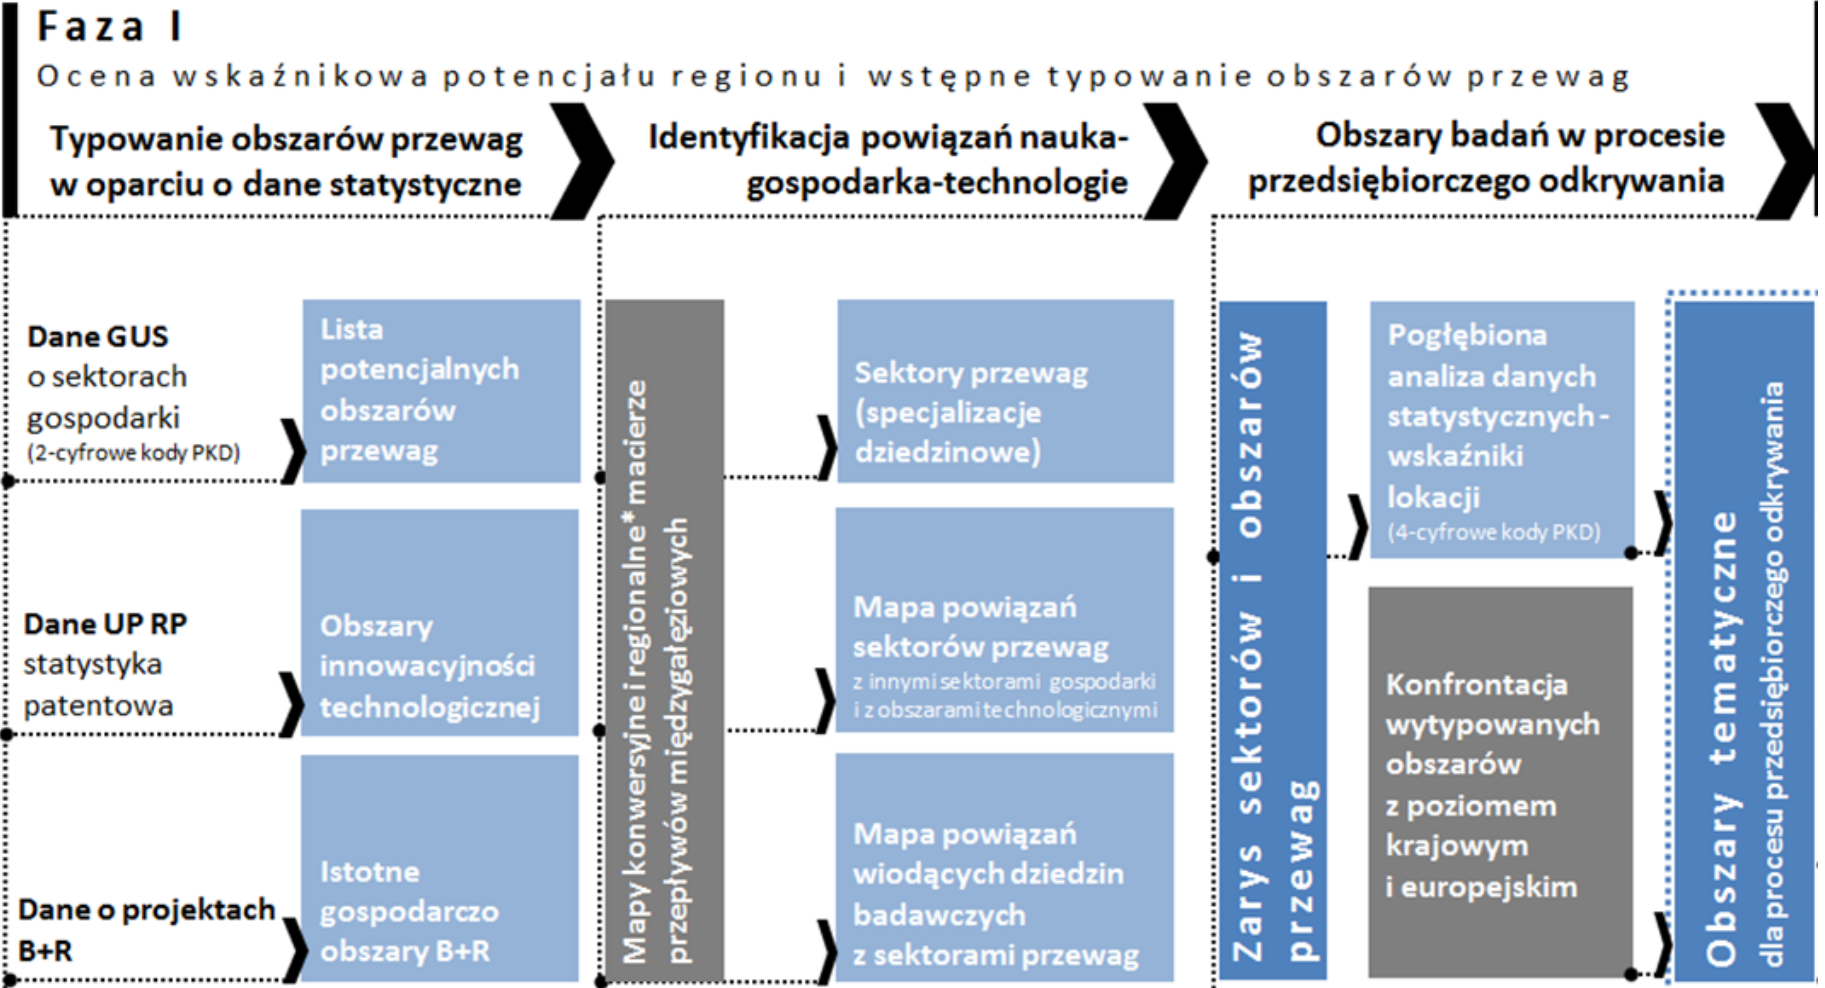 Faza I
Ocena wskaźnikowa potencjału regionu i wstępne typowanie obszarów przewag
Typowanie obszarów przewag
w oparciu o dane statystyczne
Identyfikacja powiązań nauka-
gospodarka-technologie
Obszary badań w procesie
przedsiębiorczego odkrywania
Dane GUS
o sektorach
gospodarki
(2-cyfrowe kody PKD)
Lista
potencjalnych
obszarów
przewag
Dane UP RP
statystyka
patentowa
Obszary
innowacyjności
technologicznej
Dane o projektach
B+R
Istotne
gospodarczo
obszary B+R
Mapy konwersyjne i regionalne* macierze
przepływów międzygałęziowych
Sektory przewag
(specjalizacje
dziedzinowe)
Mapa powiązań
sektorów przewag
z innymi sektorami gospodarki
i z obszarami technologicznymi
Mapa powiązań
wiodących dziedzin
badawczych
z sektorami przewag
Zarys sektorów i obszarów
przewag
Pogłębiona
analiza danych
statystycznych -
wskaźniki
lokacji
(4-cyfrowe kody PKD)
Konfrontacja
wytypowanych
obszarów
z poziomem
krajowym
i europejskim
Obszary tematyczne
dla procesu przedsiębiorczego odkrywania